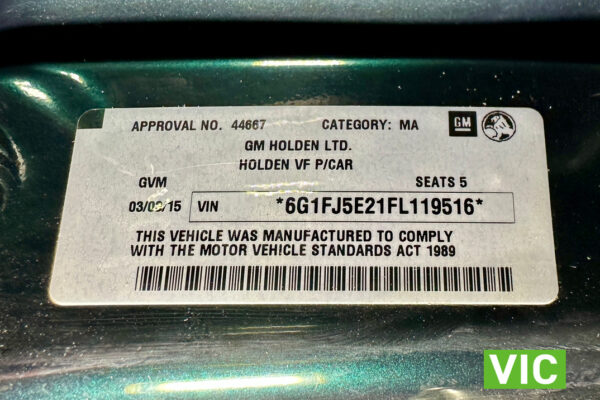 APPROVAL NO. 44667 CATEGORY: MA GM
GM HOLDEN LTD.
HOLDEN VF P/CAR
GVM SEATS 5
03/09/15 VIN *6G1FJ5E21FL119516*
THIS VEHICLE WAS MANUFACTURED TO COMPLY
WITH THE MOTOR VEHICLE STANDARDS ACT 1989
VIC